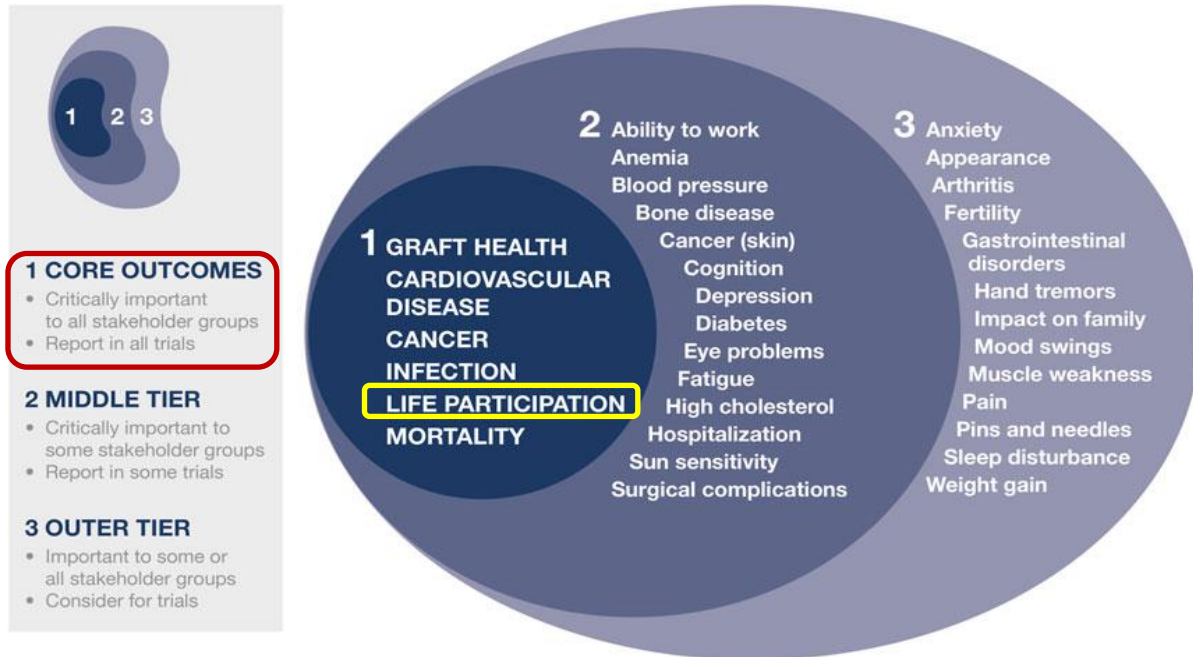 1 2 3
1 CORE OUTCOMES
• Critically important
to all stakeholder groups
• Report in all trials
2 MIDDLE TIER
• Critically important to
some stakeholder groups
• Report in some trials
3 OUTER TIER
• Important to some or
all stakeholder groups
• Consider for trials
1 GRAFT HEALTH
CARDIOVASCULAR
DISEASE
CANCER
INFECTION
LIFE PARTICIPATION
MORTALITY
2 Ability to work
Anemia
Blood pressure
Bone disease
Cancer (skin)
Cognition
Depression
Diabetes
Eye problems
Fatigue
High cholesterol
Hospitalization
Sun sensitivity
Surgical complications
3 Anxiety
Appearance
Arthritis
Fertility
Gastrointestinal
disorders
Hand tremors
Impact on family
Mood swings
Muscle weakness
Pain
Pins and needles
Sleep disturbance
Weight gain